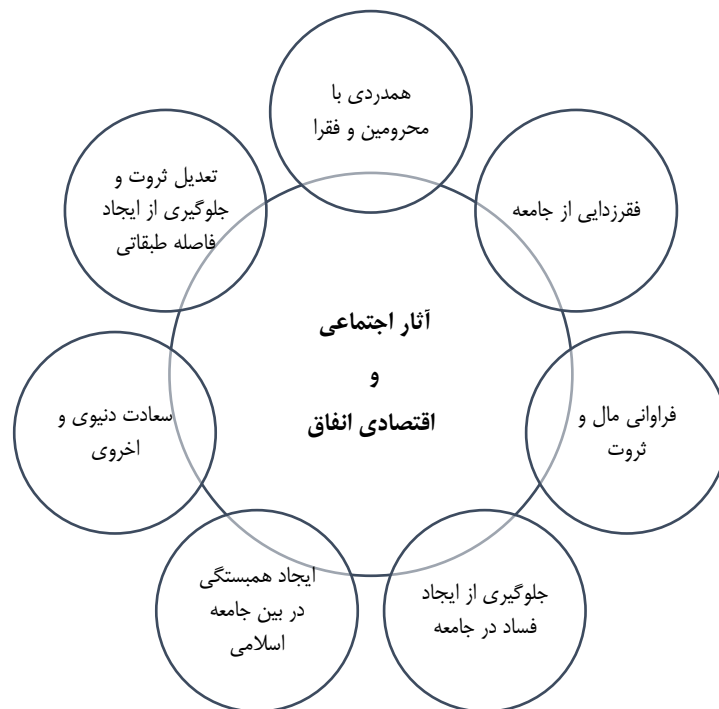 همدردی با
محرومین و فقرا
فقرزدایی از جامعه
فراوانی مال و
ثروت
جلوگیری از ایجاد
فساد در جامعه
ایجاد همبستگی
در بین جامعه
اسلامی
سعادت دنیوی و
اخروی
تعدیل ثروت و
جلوگیری از ایجاد
فاصله طبقاتی
آثار اجتماعی
و
اقتصادی انفاق